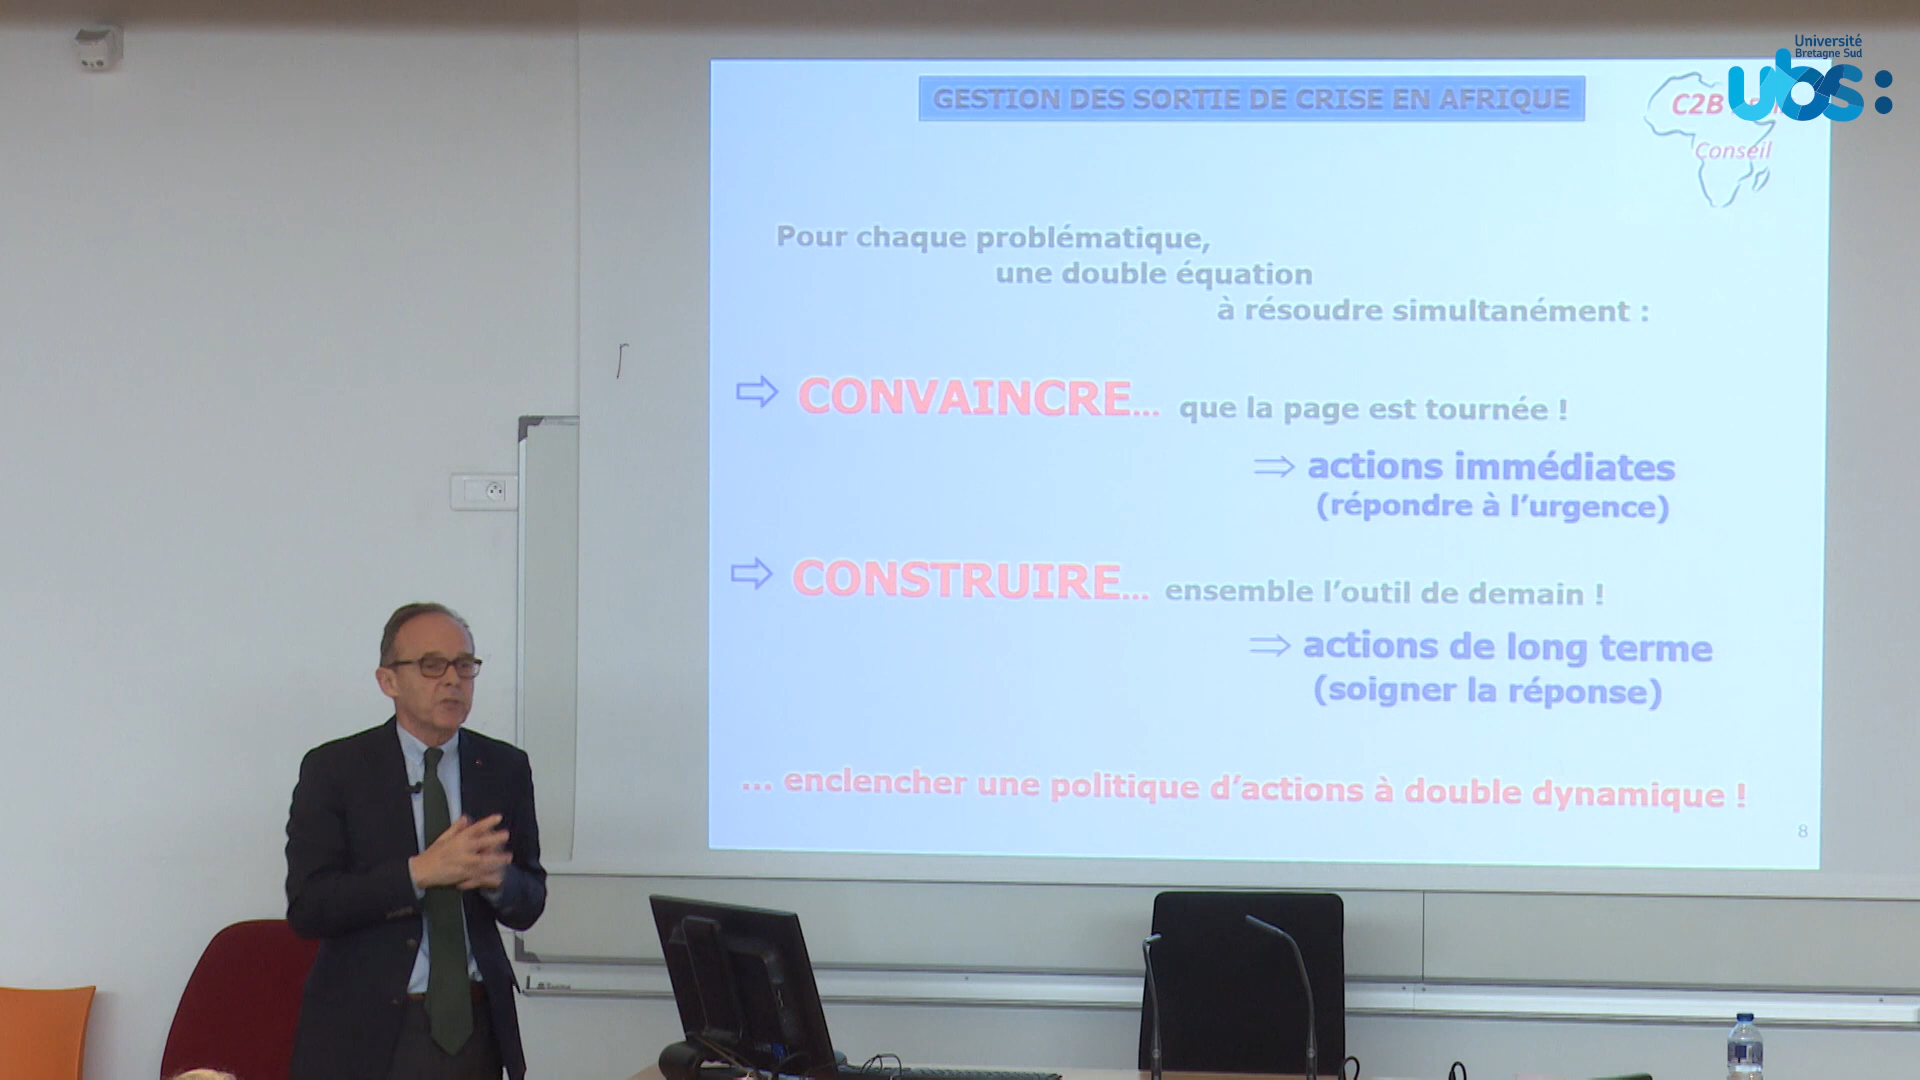 Université
Bretagne Sud
ubs:
GESTION DES SORTIE DE CRISE EN AFRIQUE
C2B
Conseil
Pour chaque problématique,
une double équation
à résoudre simultanément :
⇨ CONVAINCRE... que la page est tournée !
⇒ actions immédiates
(répondre à l'urgence)
⇨ CONSTRUIRE... ensemble l'outil de demain !
⇒ actions de long terme
(soigner la réponse)
... enclencher une politique d'actions à double dynamique !
8